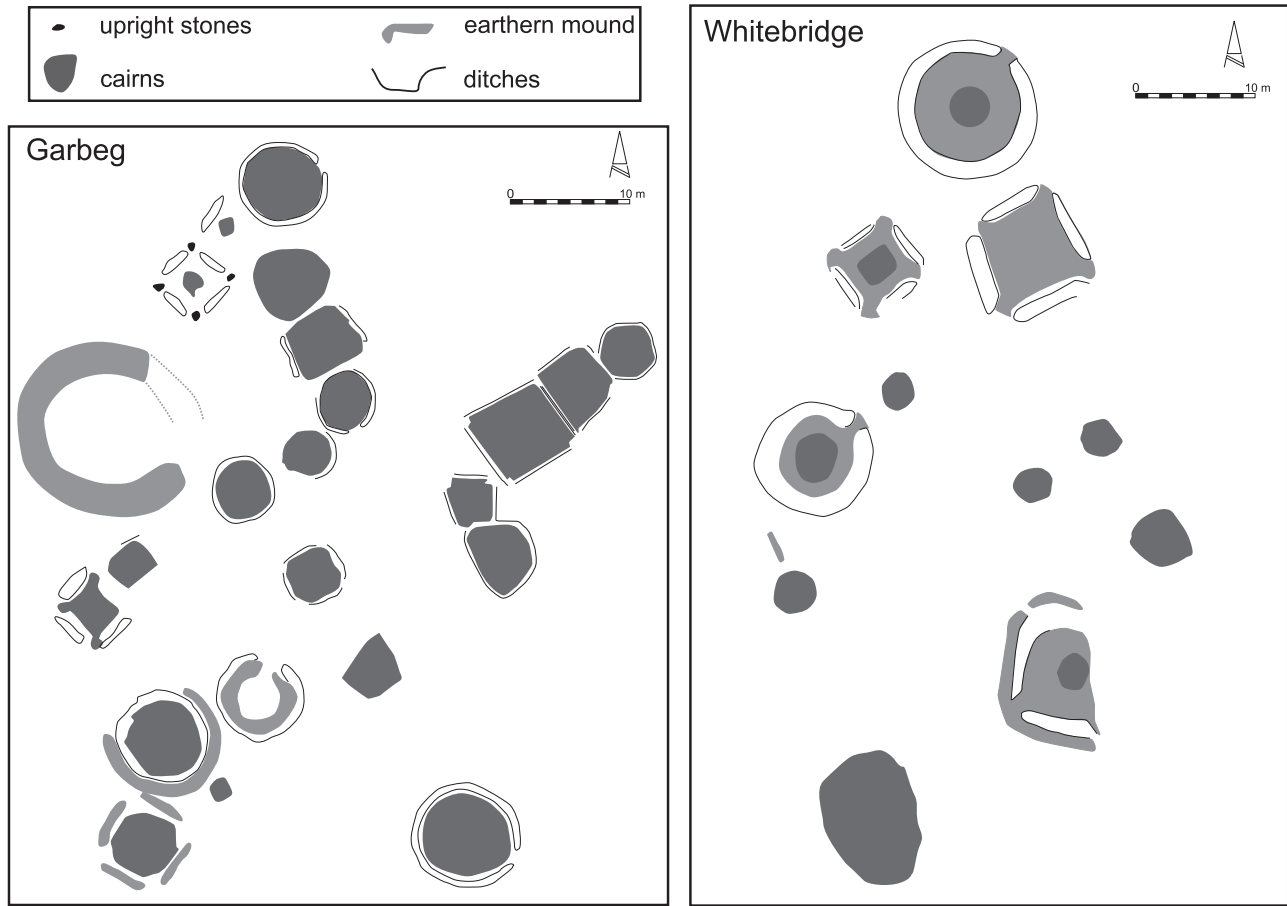 upright stones
earthern mound
cairns
ditches
Garbeg
0 10 m
Whitebridge
0 10 m